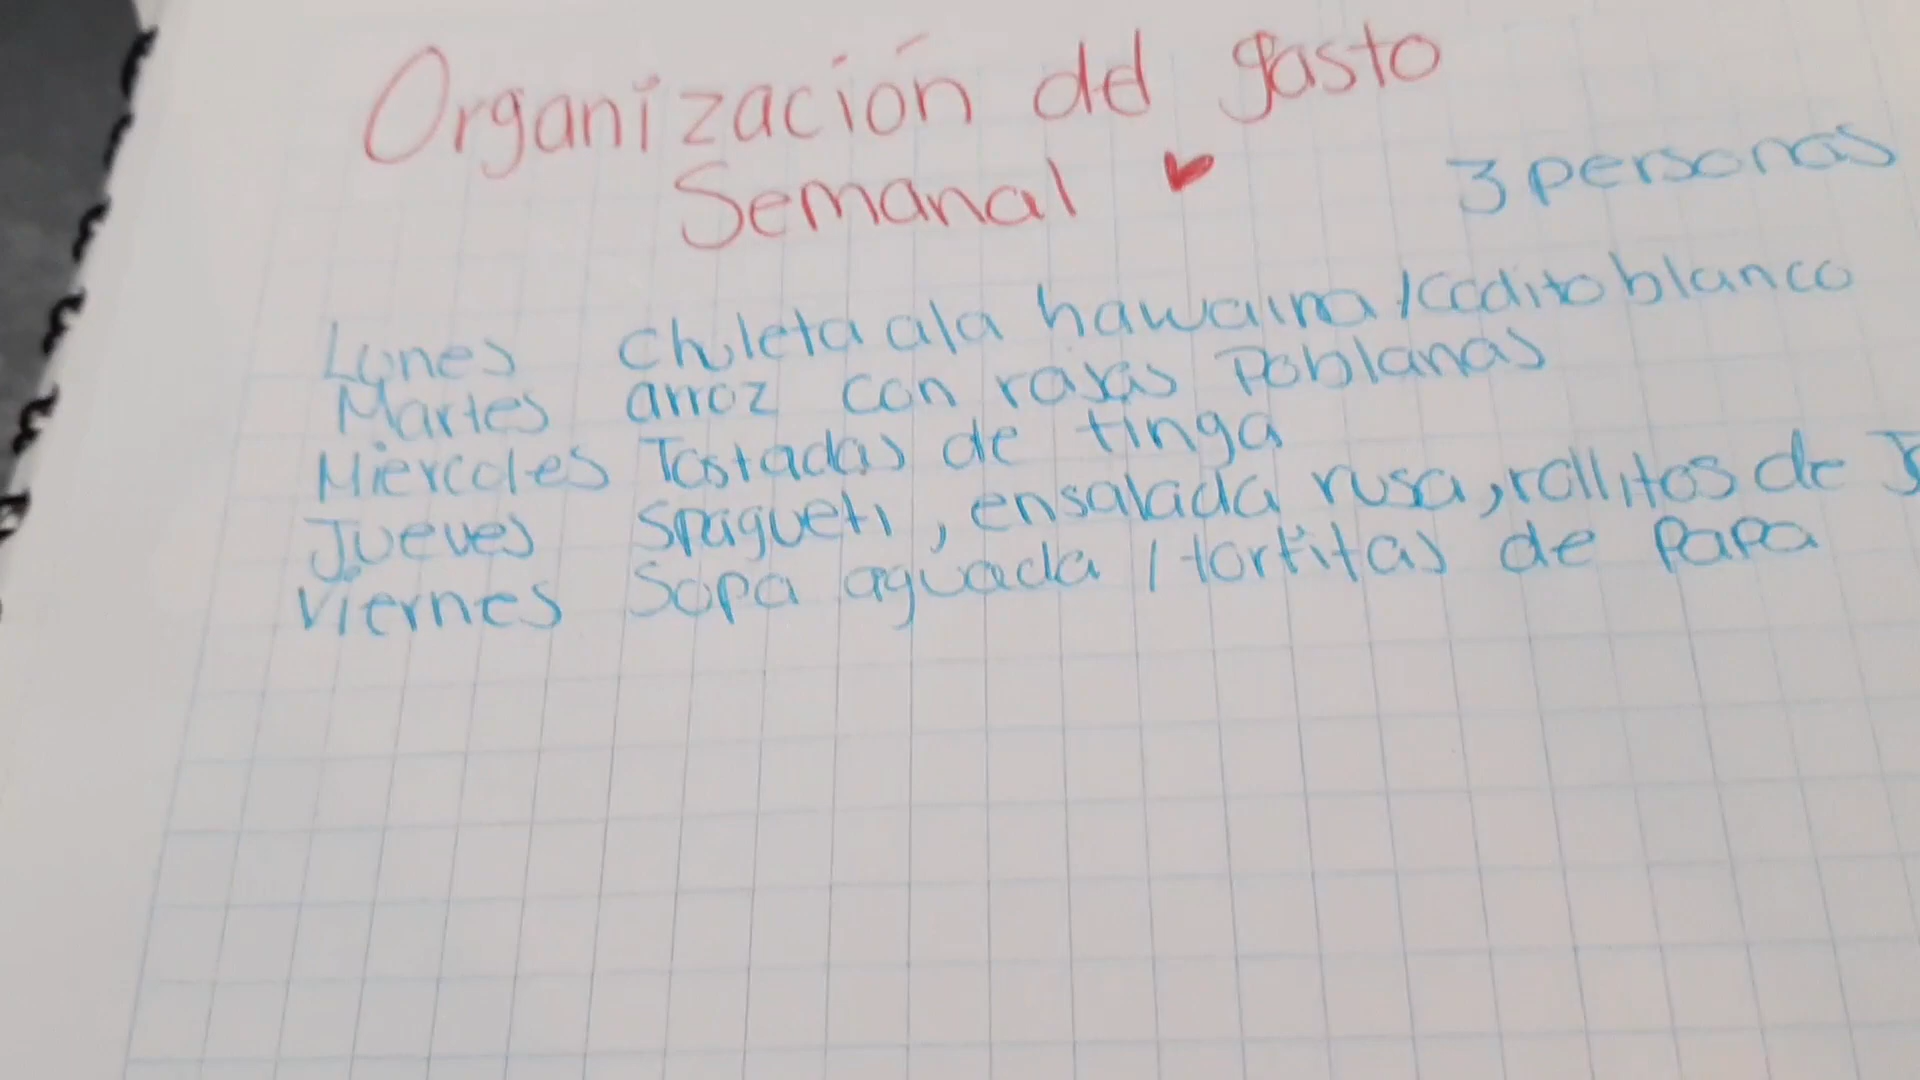 Organización del gasto
Semanal
3 personas
Lunes chuleta ala hawaina / Codito blanco
Martes arroz con rajas Poblanas
Miercoles Tostadas de tinga
Jueves Spagueti, ensalada rusa, rollitos de
Viernes Sopa aguada / tortitas de papa